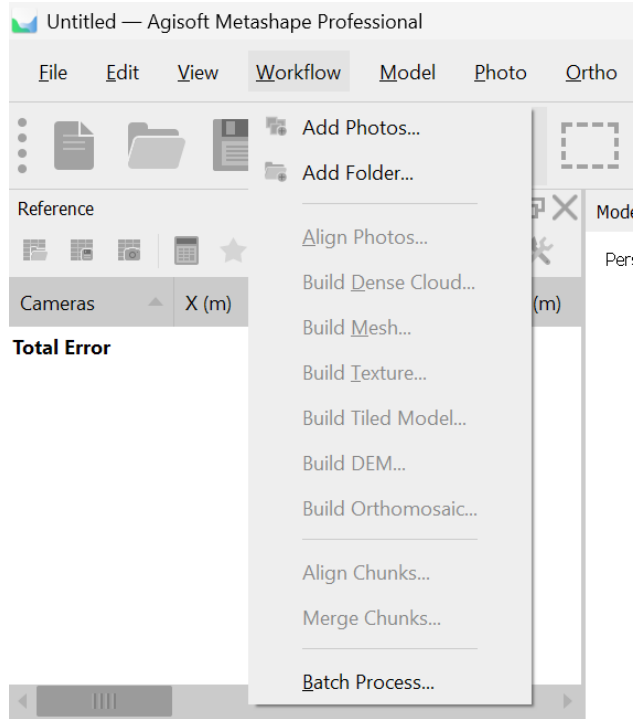 Untitled — Agisoft Metashape Professional
File Edit View Workflow Model Photo Ortho
Add Photos...
Add Folder...
Reference
Align Photos...
Build Dense Cloud...
Cameras X (m) (m)
Build Mesh...
Total Error
Build Texture...
Build Tiled Model...
Build DEM...
Build Orthomosaic...
Align Chunks...
Merge Chunks...
Batch Process...